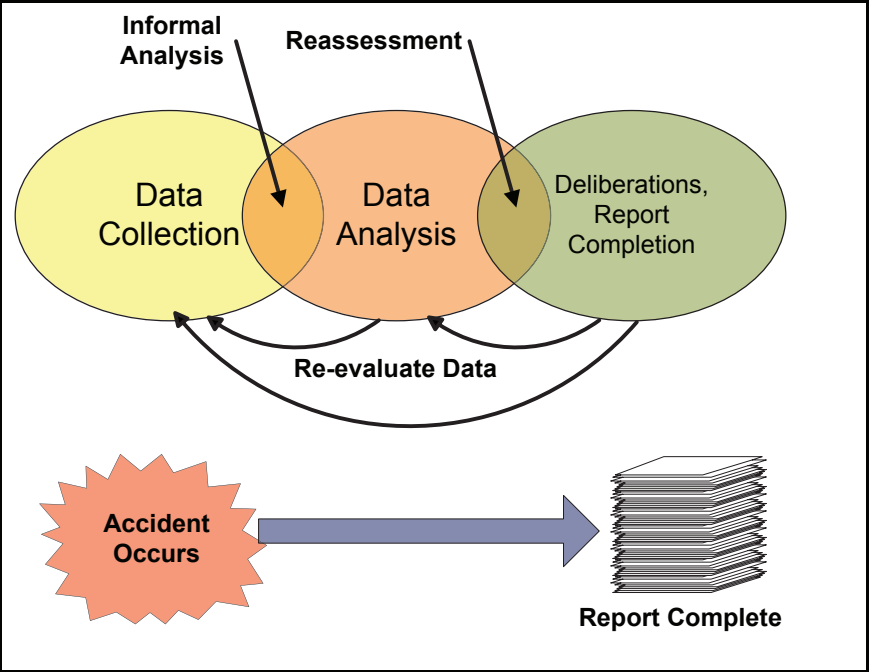 Informal
Analysis
Reassessment
Data
Collection
Data
Analysis
Deliberations,
Report
Completion
Re-evaluate Data
Accident
Occurs
Report Complete